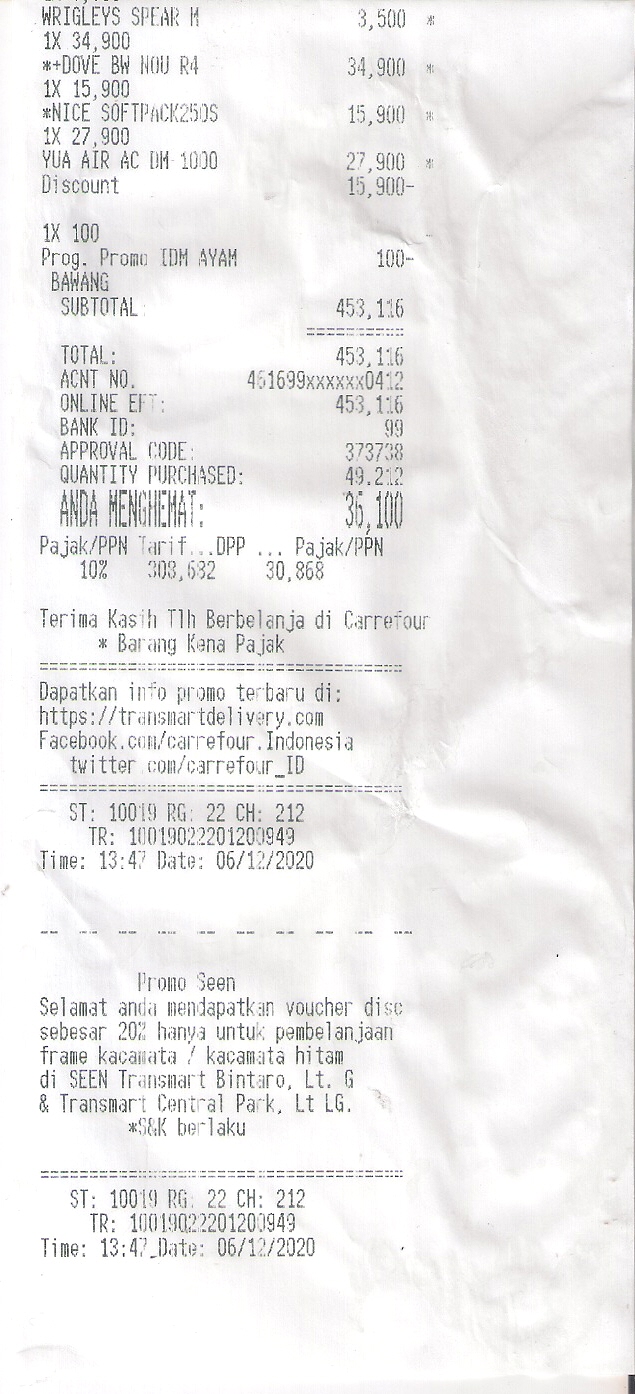 WRIGLEYS SPEAR M 3,500 *
1X 34,900
*+DOVE BW NOU R4 34,900 *
1X 15,900
*NICE SOFTPACK250S 15,900 *
1X 27,900
YUA AIR AC DM-1000 27,900 *
Discount 15,900-
1X 100
Prog. Promo IDM AYAM 100-
BAWANG
SUBTOTAL 453,116
==========
TOTAL: 453,116
ACNT NO. 461699xxxxxx0412
ONLINE EFT: 453,116
BANK ID: 99
APPROVAL CODE: 373738
QUANTITY PURCHASED: 49.212
ANDA MENGHEMAT: 36,100
Pajak/PPN Tarif...DPP ... Pajak/PPN
10% 308,682 30,868
Terima Kasih Tlh Berbelanja di Carrefour
* Barang Kena Pajak
=====================================
Dapatkan info promo terbaru di:
https://transmartdelivery.com
Facebook.com/carrefour.Indonesia
twitter.com/carrefour_ID
=====================================
ST: 10019 RG: 22 CH: 212
TR: 10019022201200949
Time: 13:47 Date: 06/12/2020
-- -- -- -- -- -- -- -- -- --
Promo Seen
Selamat anda mendapatkan voucher disc
sebesar 20% hanya untuk pembelanjaan
frame kacamata / kacamata hitam
di SEEN Transmart Bintaro, Lt. G
& Transmart Central Park, Lt LG.
*S&K berlaku
=====================================
ST: 10019 RG: 22 CH: 212
TR: 10019022201200949
Time: 13:47 Date: 06/12/2020